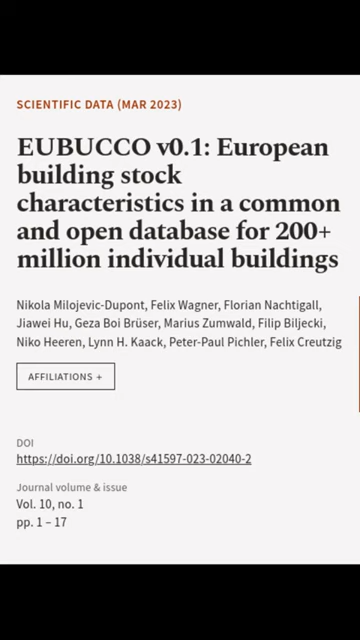 SCIENTIFIC DATA (MAR 2023)
EUBUCCO v0.1: European
building stock
characteristics in a common
and open database for 200+
million individual buildings
Nikola Milojevic-Dupont, Felix Wagner, Florian Nachtigall,
Jiawei Hu, Geza Boi Brüser, Marius Zumwald, Filip Biljecki,
Niko Heeren, Lynn H. Kaack, Peter-Paul Pichler, Felix Creutzig
AFFILIATIONS +
DOI
https://doi.org/10.1038/s41597-023-02040-2
Journal volume & issue
Vol. 10, no. 1
pp. 1 – 17